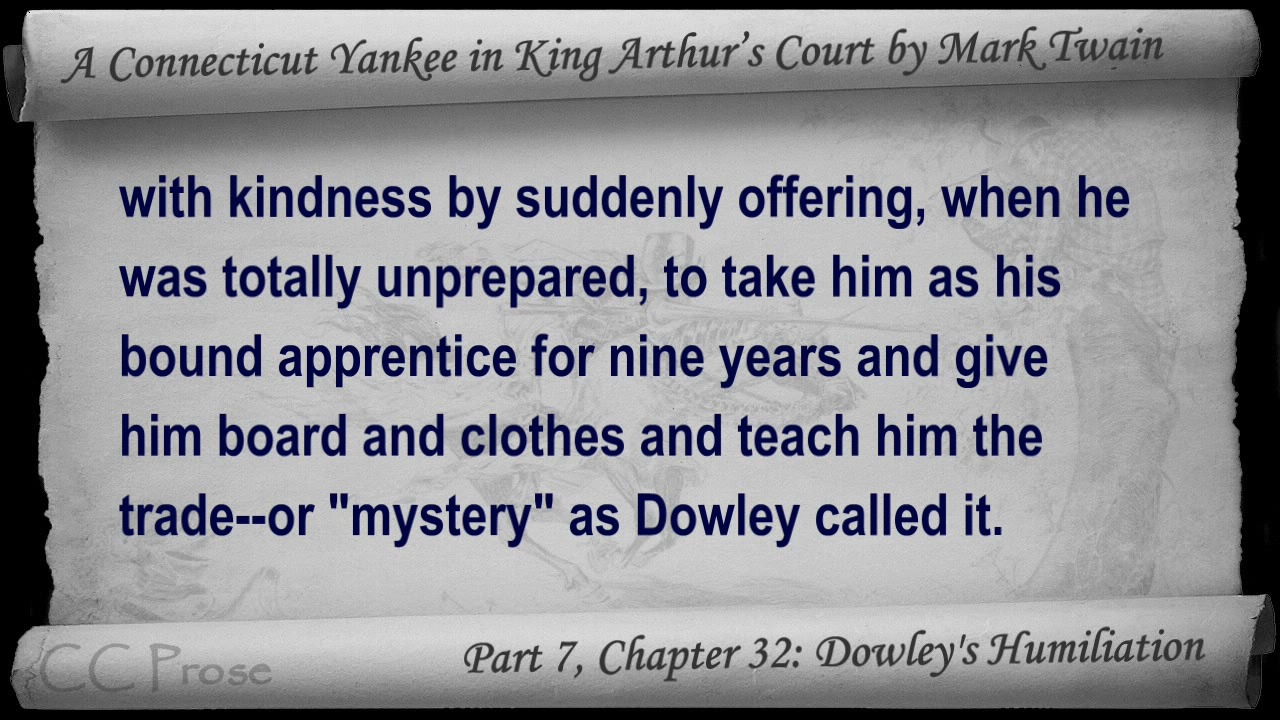 A Connecticut Yankee in King Arthur's Court by Mark Twain
with kindness by suddenly offering, when he
was totally unprepared, to take him as his
bound apprentice for nine years and give
him board and clothes and teach him the
trade--or "mystery" as Dowley called it.
CC Prose
Part 7, Chapter 32: Dowley's Humiliation